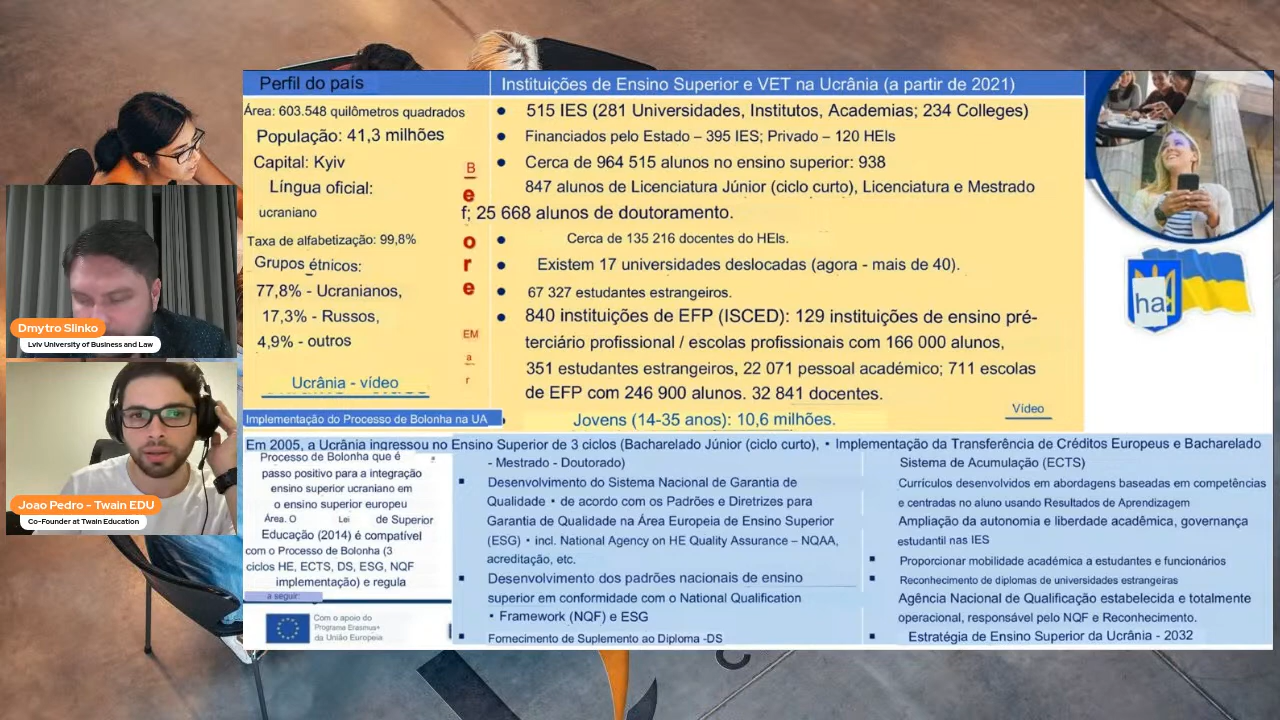 Perfil do país
Instituições de Ensino Superior e VET na Ucrânia (a partir de 2021)
Área: 603.548 quilômetros quadrados
População: 41,3 milhões
Capital: Kyiv
Língua oficial:
ucraniano
Taxa de alfabetização: 99,8%
Grupos étnicos:
77,8% - Ucranianos,
17,3% - Russos,
4,9% - outros
Ucrânia - vídeo
B
e
o
r
e
EM
a
r
• 515 IES (281 Universidades, Institutos, Academias; 234 Colleges)
• Financiados pelo Estado – 395 IES; Privado – 120 HEIs
• Cerca de 964 515 alunos no ensino superior: 938
847 alunos de Licenciatura Júnior (ciclo curto), Licenciatura e Mestrado
f; 25 668 alunos de doutoramento.
• Cerca de 135 216 docentes do HEIs.
• Existem 17 universidades deslocadas (agora - mais de 40).
• 67 327 estudantes estrangeiros.
• 840 instituições de EFP (ISCED): 129 instituições de ensino pré-
terciário profissional / escolas profissionais com 166 000 alunos,
351 estudantes estrangeiros, 22 071 pessoal académico; 711 escolas
de EFP com 246 900 alunos. 32 841 docentes.
Jovens (14-35 anos): 10,6 milhões.
Vídeo
ha
Dmytro Slinko
Lviv University of Business and Law
Joao Pedro - Twain EDU
Co-Founder at Twain Education
Implementação do Processo de Bolonha na UA
Em 2005, a Ucrânia ingressou no Ensino Superior de 3 ciclos (Bacharelado Júnior (ciclo curto), • Implementação da Transferência de Créditos Europeus e Bacharelado
Processo de Bolonha que é
passo positivo para a integração
ensino superior ucraniano em
o ensino superior europeu
Área. O Lei de Superior
Educação (2014) é compatível
com o Processo de Bolonha (3
ciclos HE, ECTS, DS, ESG, NQF
implementação) e regula
a seguir:
Com o apoio do
Programa Erasmus+
da União Europeia
- Mestrado - Doutorado)
▪ Desenvolvimento do Sistema Nacional de Garantia de
Qualidade • de acordo com os Padrões e Diretrizes para
Garantia de Qualidade na Área Europeia de Ensino Superior
(ESG) • incl. National Agency on HE Quality Assurance – NQAA,
acreditação, etc.
▪ Desenvolvimento dos padrões nacionais de ensino
superior em conformidade com o National Qualification
• Framework (NQF) e ESG
▪ Fornecimento de Suplemento ao Diploma -DS
Sistema de Acumulação (ECTS)
Currículos desenvolvidos em abordagens baseadas em competências
e centradas no aluno usando Resultados de Aprendizagem
Ampliação da autonomia e liberdade acadêmica, governança
estudantil nas IES
▪ Proporcionar mobilidade académica a estudantes e funcionários
▪ Reconhecimento de diplomas de universidades estrangeiras
Agência Nacional de Qualificação estabelecida e totalmente
operacional, responsável pelo NQF e Reconhecimento.
▪ Estratégia de Ensino Superior da Ucrânia - 2032